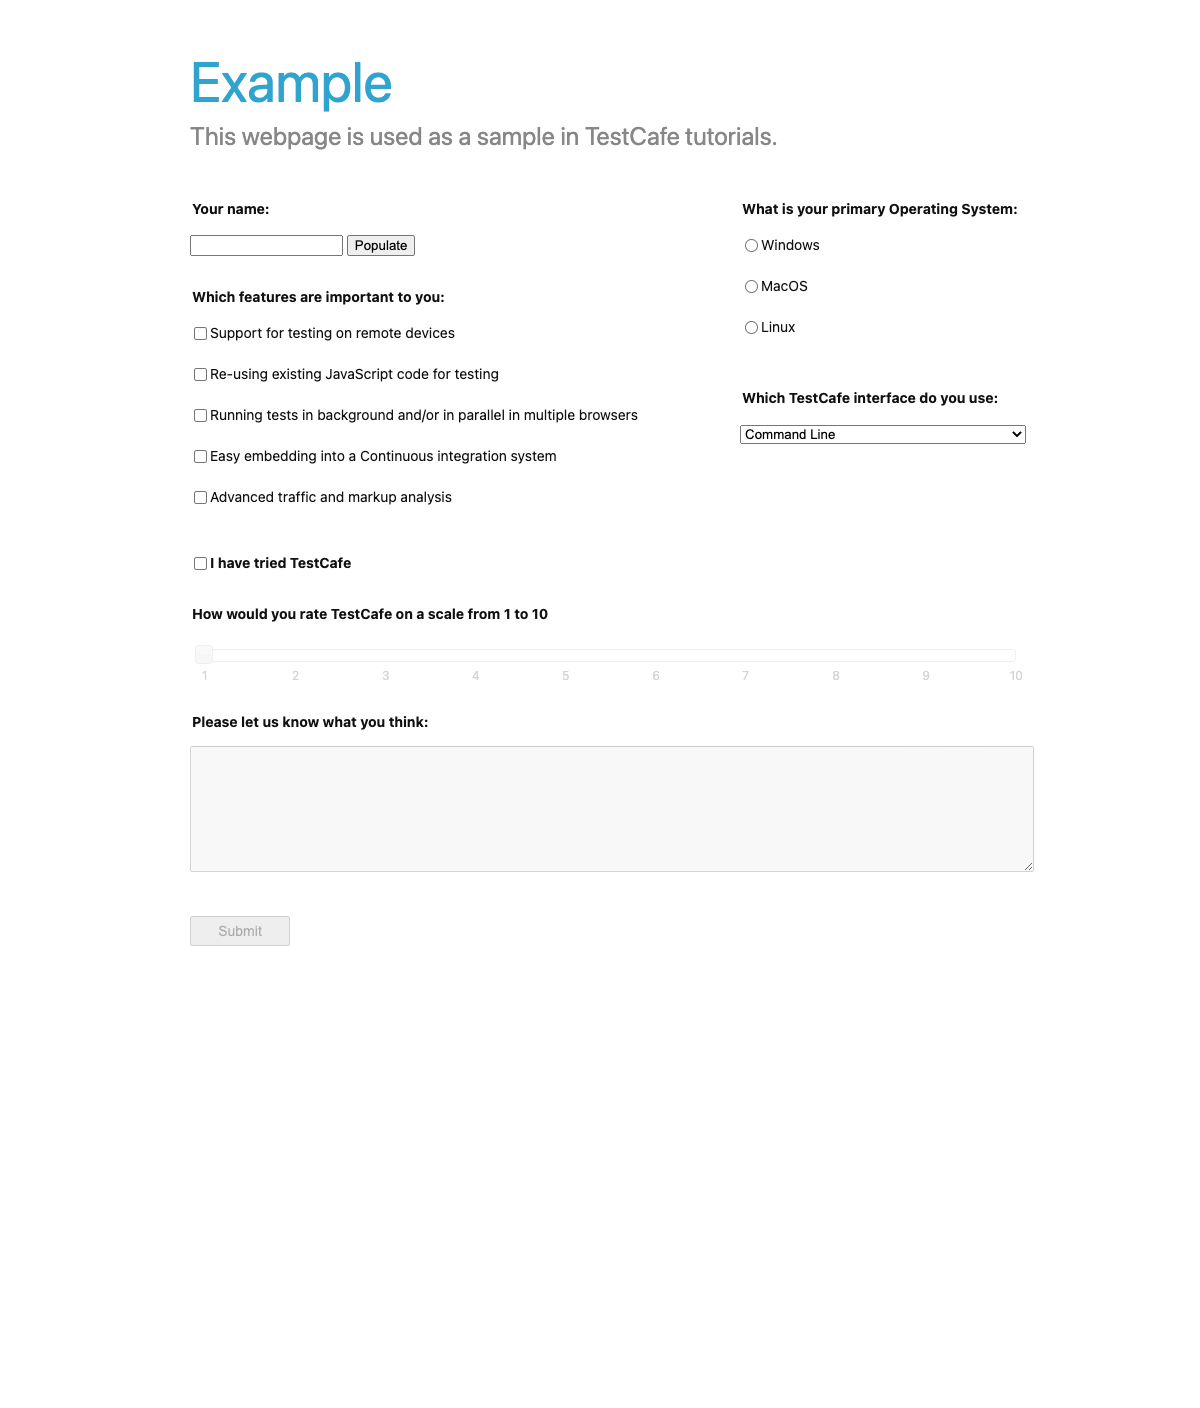 Example
This webpage is used as a sample in TestCafe tutorials.
Your name:
Populate
Which features are important to you:
Support for testing on remote devices
Re-using existing JavaScript code for testing
Running tests in background and/or in parallel in multiple browsers
Easy embedding into a Continuous integration system
Advanced traffic and markup analysis
What is your primary Operating System:
Windows
MacOS
Linux
Which TestCafe interface do you use:
Command Line
I have tried TestCafe
How would you rate TestCafe on a scale from 1 to 10
1 2 3 4 5 6 7 8 9 10
Please let us know what you think:
Submit